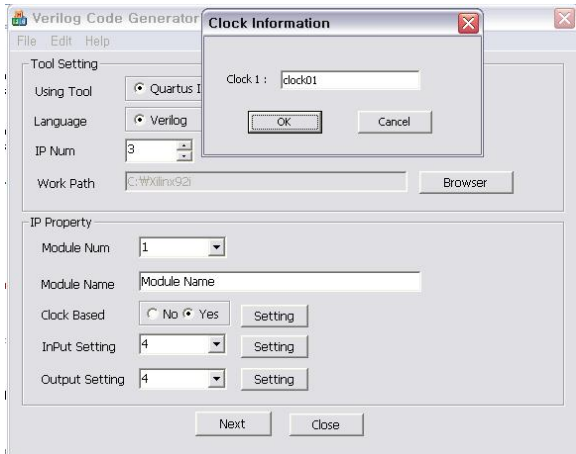 Verilog Code Generator
Clock Information
File Edit Help
Clock 1 : clock01
OK Cancel
Tool Setting
Using Tool Quartus I
Language Verilog
IP Num 3
Work Path C:₩Xilinx92i Browser
IP Property
Module Num 1
Module Name Module Name
Clock Based No Yes Setting
InPut Setting 4 Setting
Output Setting 4 Setting
Next Close